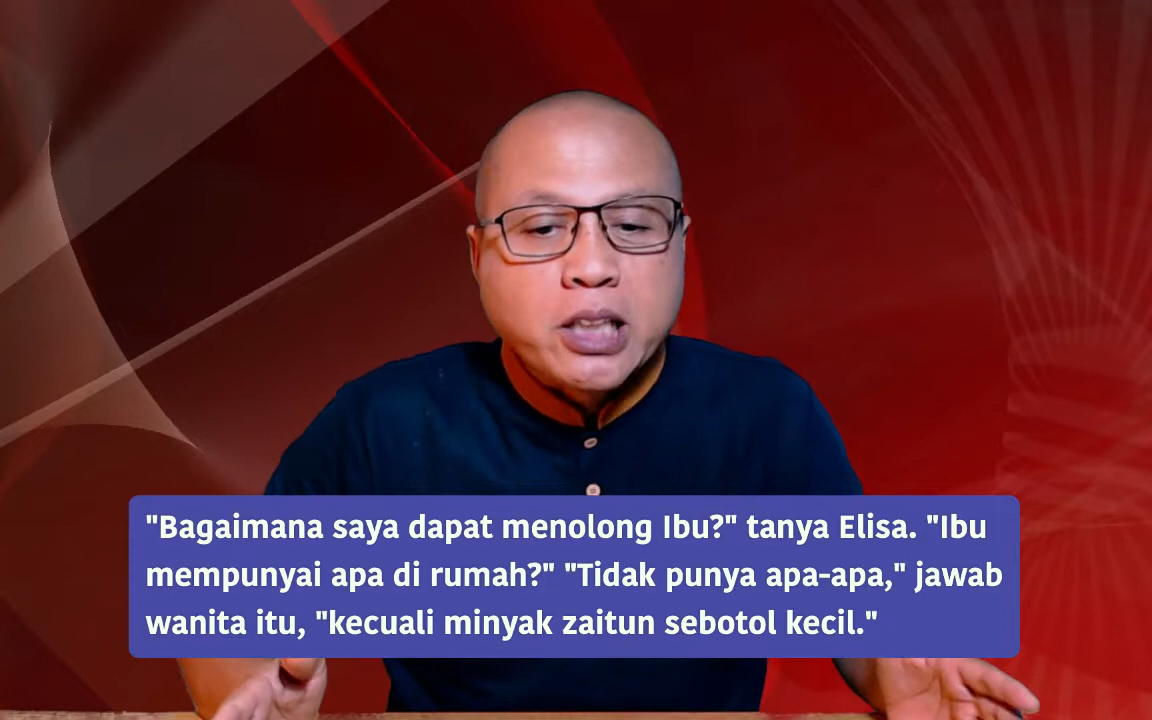 "Bagaimana saya dapat menolong Ibu?" tanya Elisa. "Ibu
mempunyai apa di rumah?" "Tidak punya apa-apa," jawab
wanita itu, "kecuali minyak zaitun sebotol kecil."